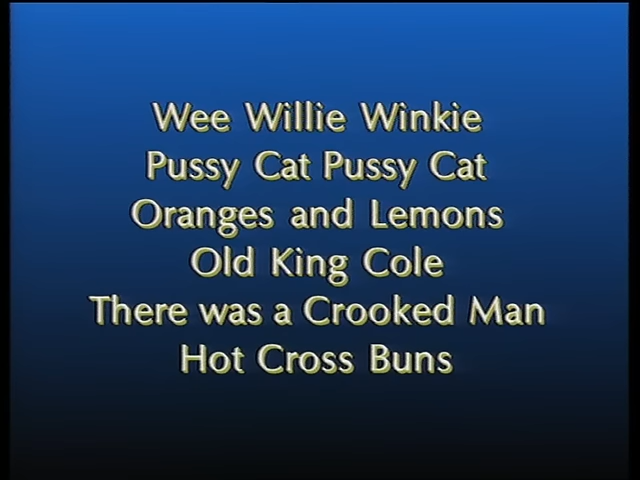 Wee Willie Winkie
Pussy Cat Pussy Cat
Oranges and Lemons
Old King Cole
There was a Crooked Man
Hot Cross Buns